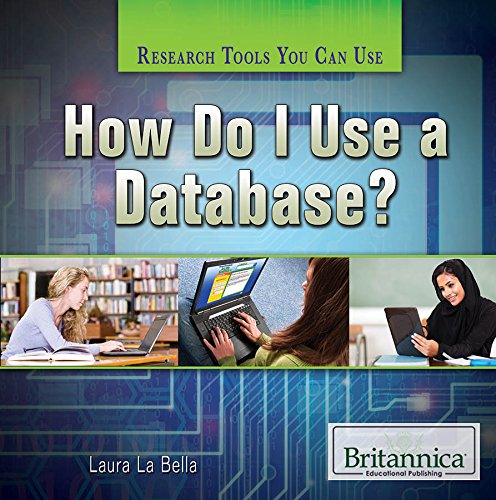 Research Tools You Can Use
How Do I Use a
Database?
Laura La Bella
Britannica®
Educational Publishing